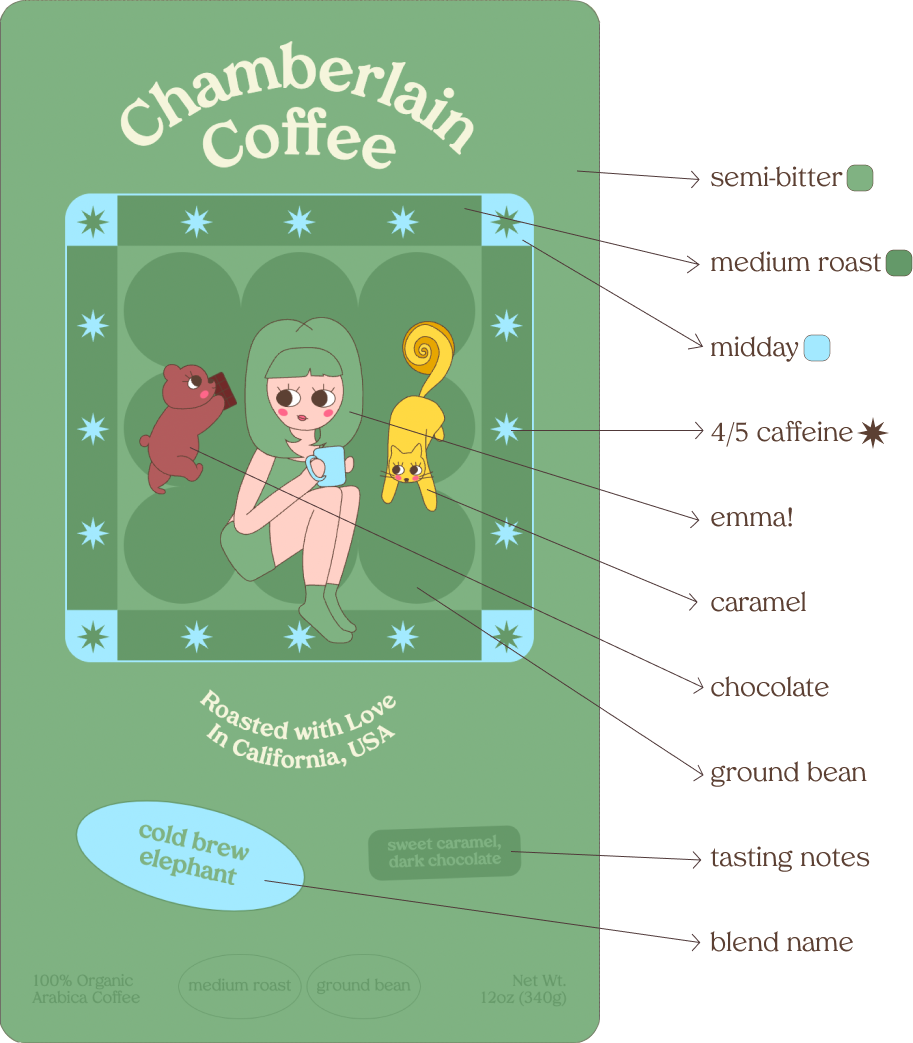 Chamberlain
Coffee
semi-bitter
medium roast
midday
4/5 caffeine
emma!
caramel
chocolate
ground bean
tasting notes
blend name
Roasted with Love
In California, USA
cold brew
elephant
sweet caramel,
dark chocolate
100% Organic
Arabica Coffee
medium roast
ground bean
Net Wt.
12oz (340g)